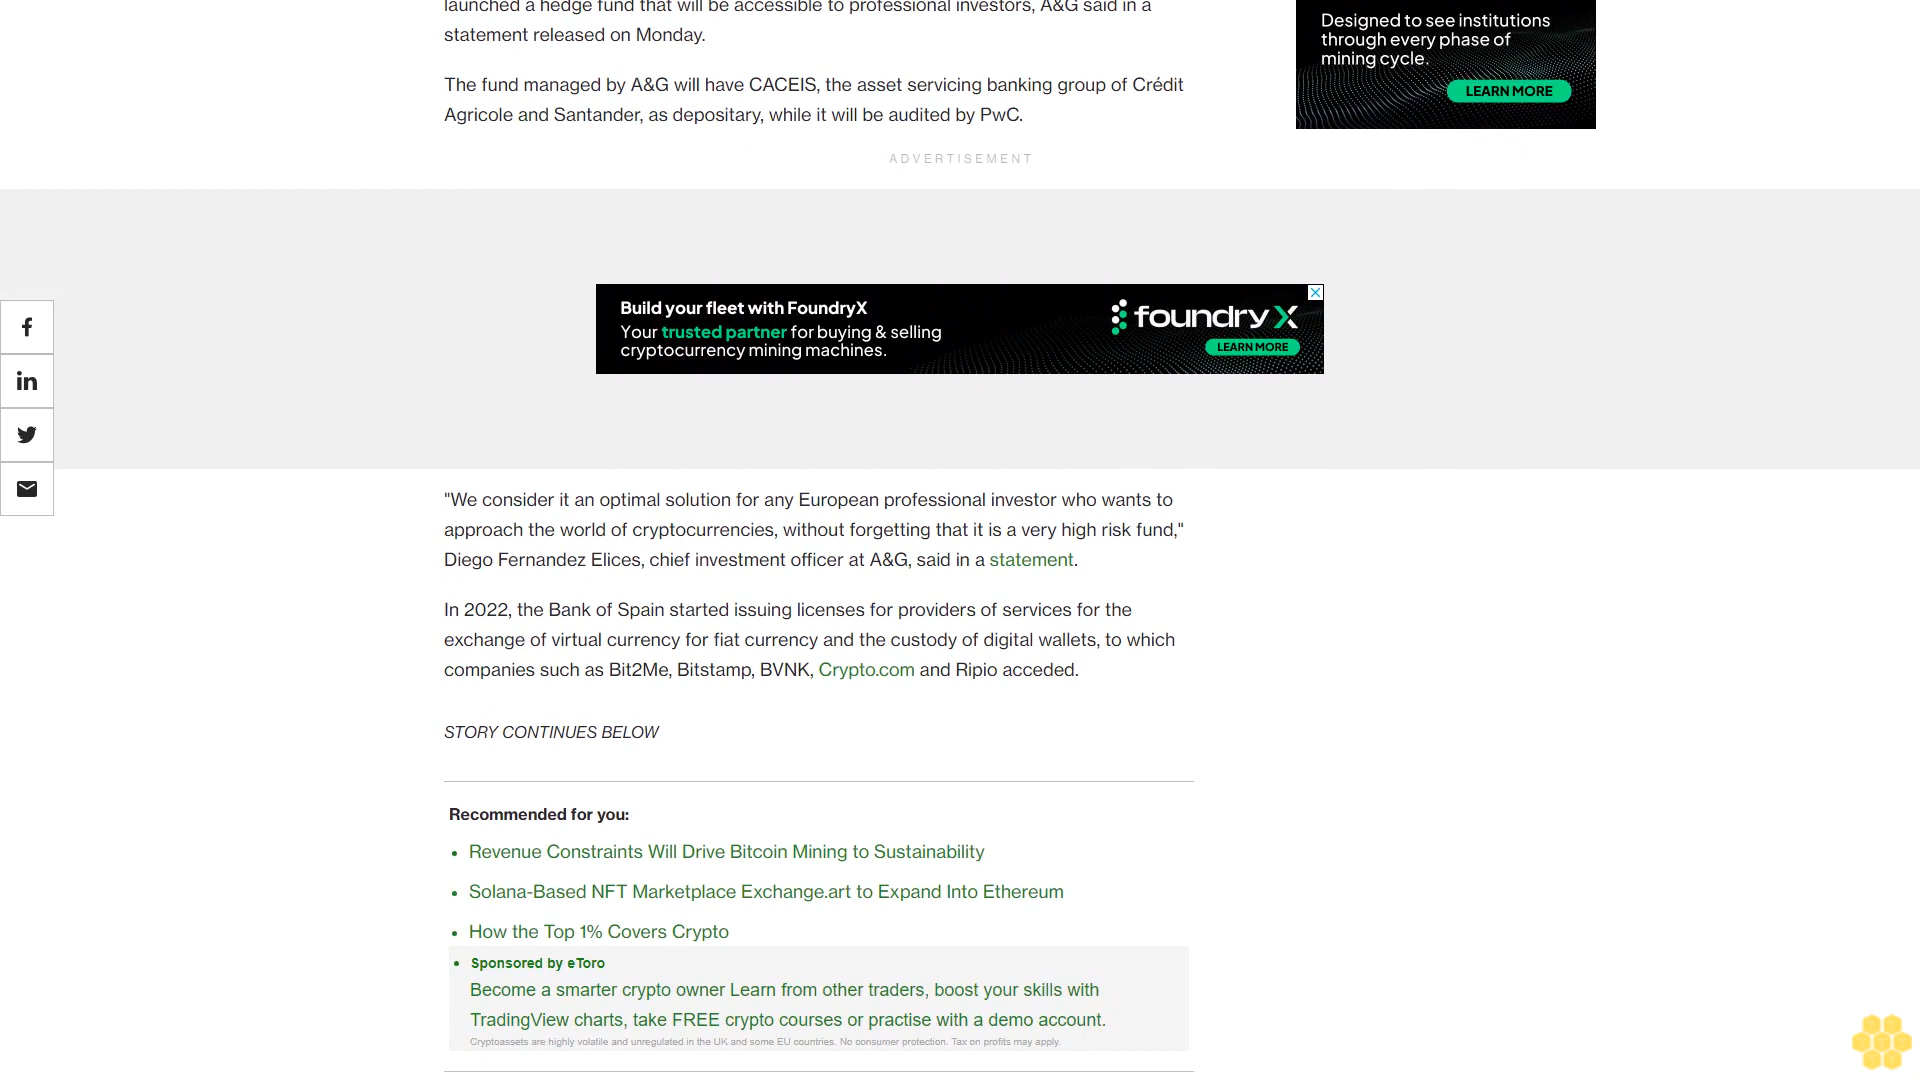 launched a hedge fund that will be accessible to professional investors, A&G said in a
statement released on Monday.
The fund managed by A&G will have CACEIS, the asset servicing banking group of Crédit
Agricole and Santander, as depositary, while it will be audited by PwC.
Designed to see institutions
through every phase of
mining cycle.
LEARN MORE
ADVERTISEMENT
Build your fleet with FoundryX
Your trusted partner for buying & selling
cryptocurrency mining machines.
foundry X
LEARN MORE
"We consider it an optimal solution for any European professional investor who wants to
approach the world of cryptocurrencies, without forgetting that it is a very high risk fund,"
Diego Fernandez Elices, chief investment officer at A&G, said in a statement.
In 2022, the Bank of Spain started issuing licenses for providers of services for the
exchange of virtual currency for fiat currency and the custody of digital wallets, to which
companies such as Bit2Me, Bitstamp, BVNK, Crypto.com and Ripio acceded.
STORY CONTINUES BELOW
Recommended for you:
• Revenue Constraints Will Drive Bitcoin Mining to Sustainability
• Solana-Based NFT Marketplace Exchange.art to Expand Into Ethereum
• How the Top 1% Covers Crypto
• Sponsored by eToro
Become a smarter crypto owner Learn from other traders, boost your skills with
TradingView charts, take FREE crypto courses or practise with a demo account.
Cryptoassets are highly volatile and unregulated in the UK and some EU countries. No consumer protection. Tax on profits may apply.